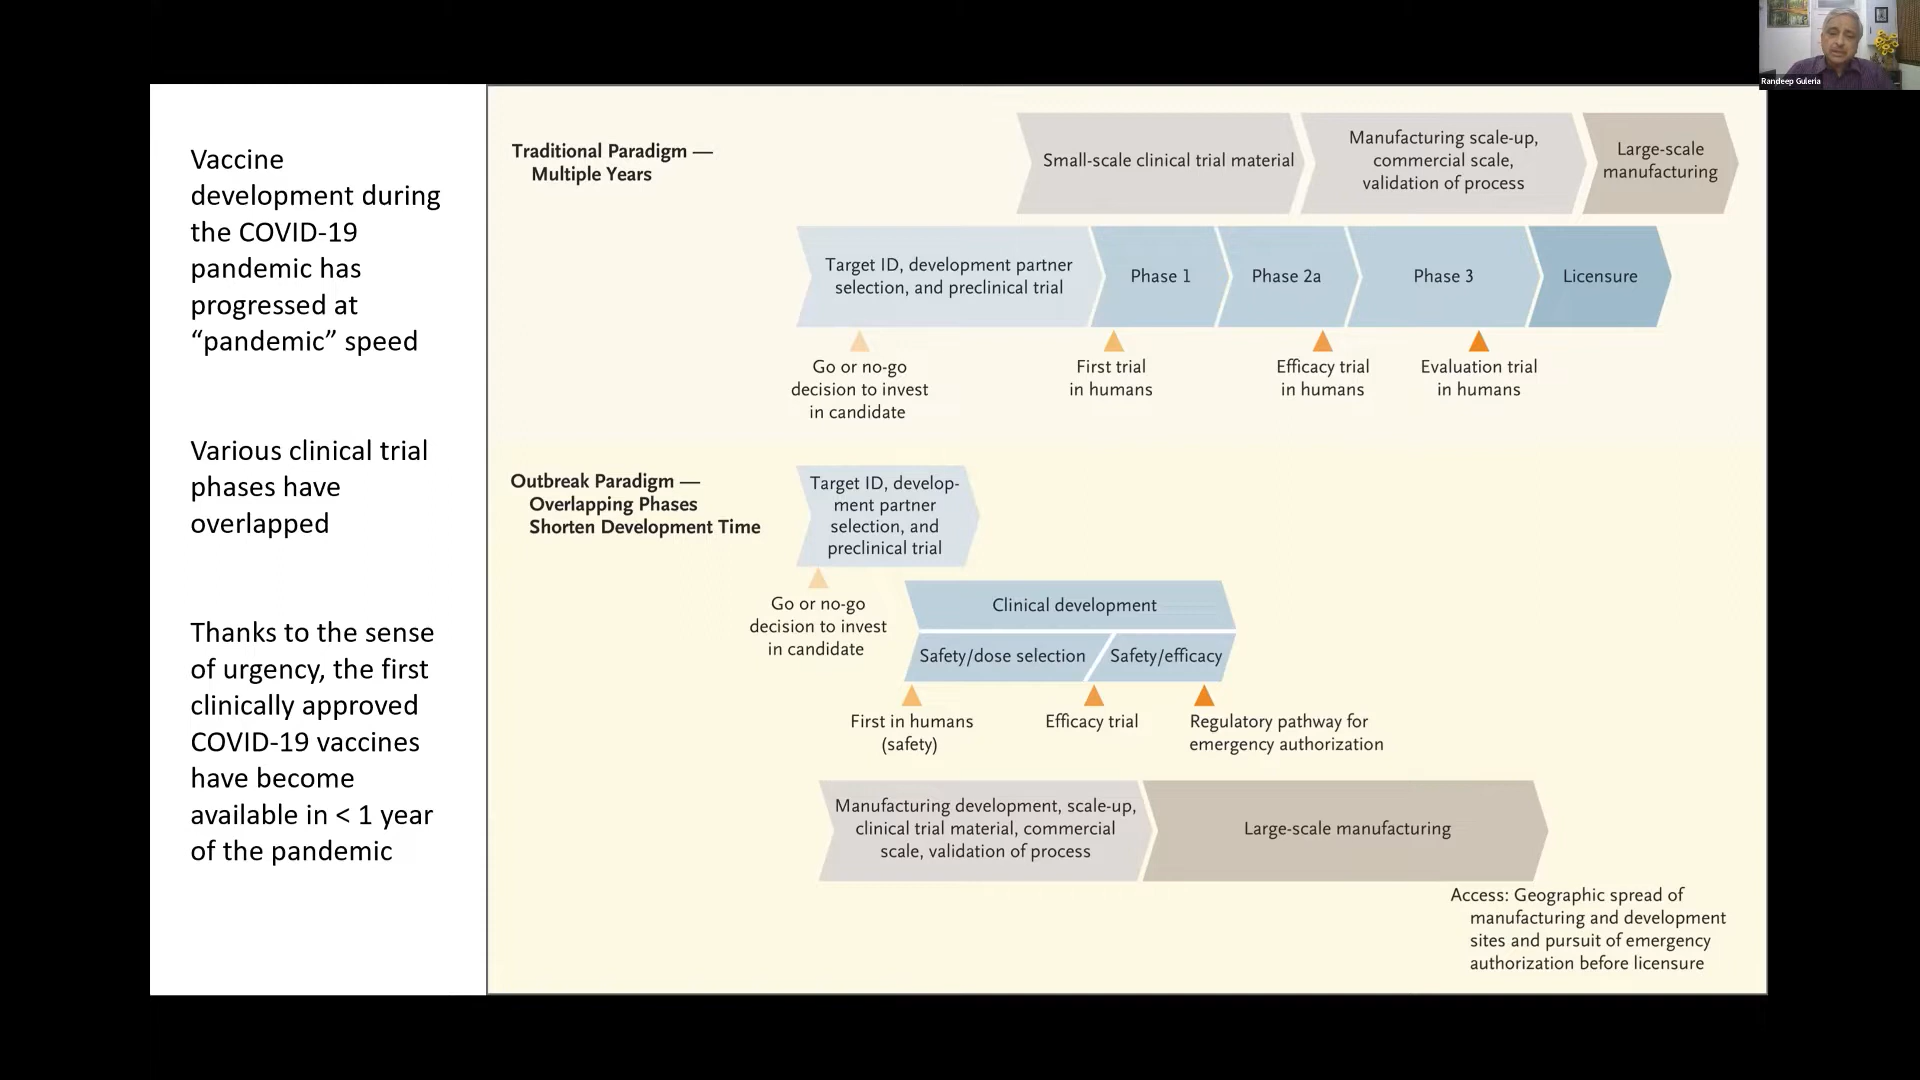 Vaccine
development during
the COVID-19
pandemic has
progressed at
“pandemic” speed
Various clinical trial
phases have
overlapped
Thanks to the sense
of urgency, the first
clinically approved
COVID-19 vaccines
have become
available in < 1 year
of the pandemic
Traditional Paradigm —
Multiple Years
Small-scale clinical trial material
Manufacturing scale-up,
commercial scale,
validation of process
Large-scale
manufacturing
Target ID, development partner
selection, and preclinical trial
Phase 1
Phase 2a
Phase 3
Licensure
Go or no-go
decision to invest
in candidate
First trial
in humans
Efficacy trial
in humans
Evaluation trial
in humans
Outbreak Paradigm —
Overlapping Phases
Shorten Development Time
Target ID, develop-
ment partner
selection, and
preclinical trial
Go or no-go
decision to invest
in candidate
Clinical development
Safety/dose selection
Safety/efficacy
First in humans
(safety)
Efficacy trial
Regulatory pathway for
emergency authorization
Manufacturing development, scale-up,
clinical trial material, commercial
scale, validation of process
Large-scale manufacturing
Access: Geographic spread of
manufacturing and development
sites and pursuit of emergency
authorization before licensure
Randeep Guleria